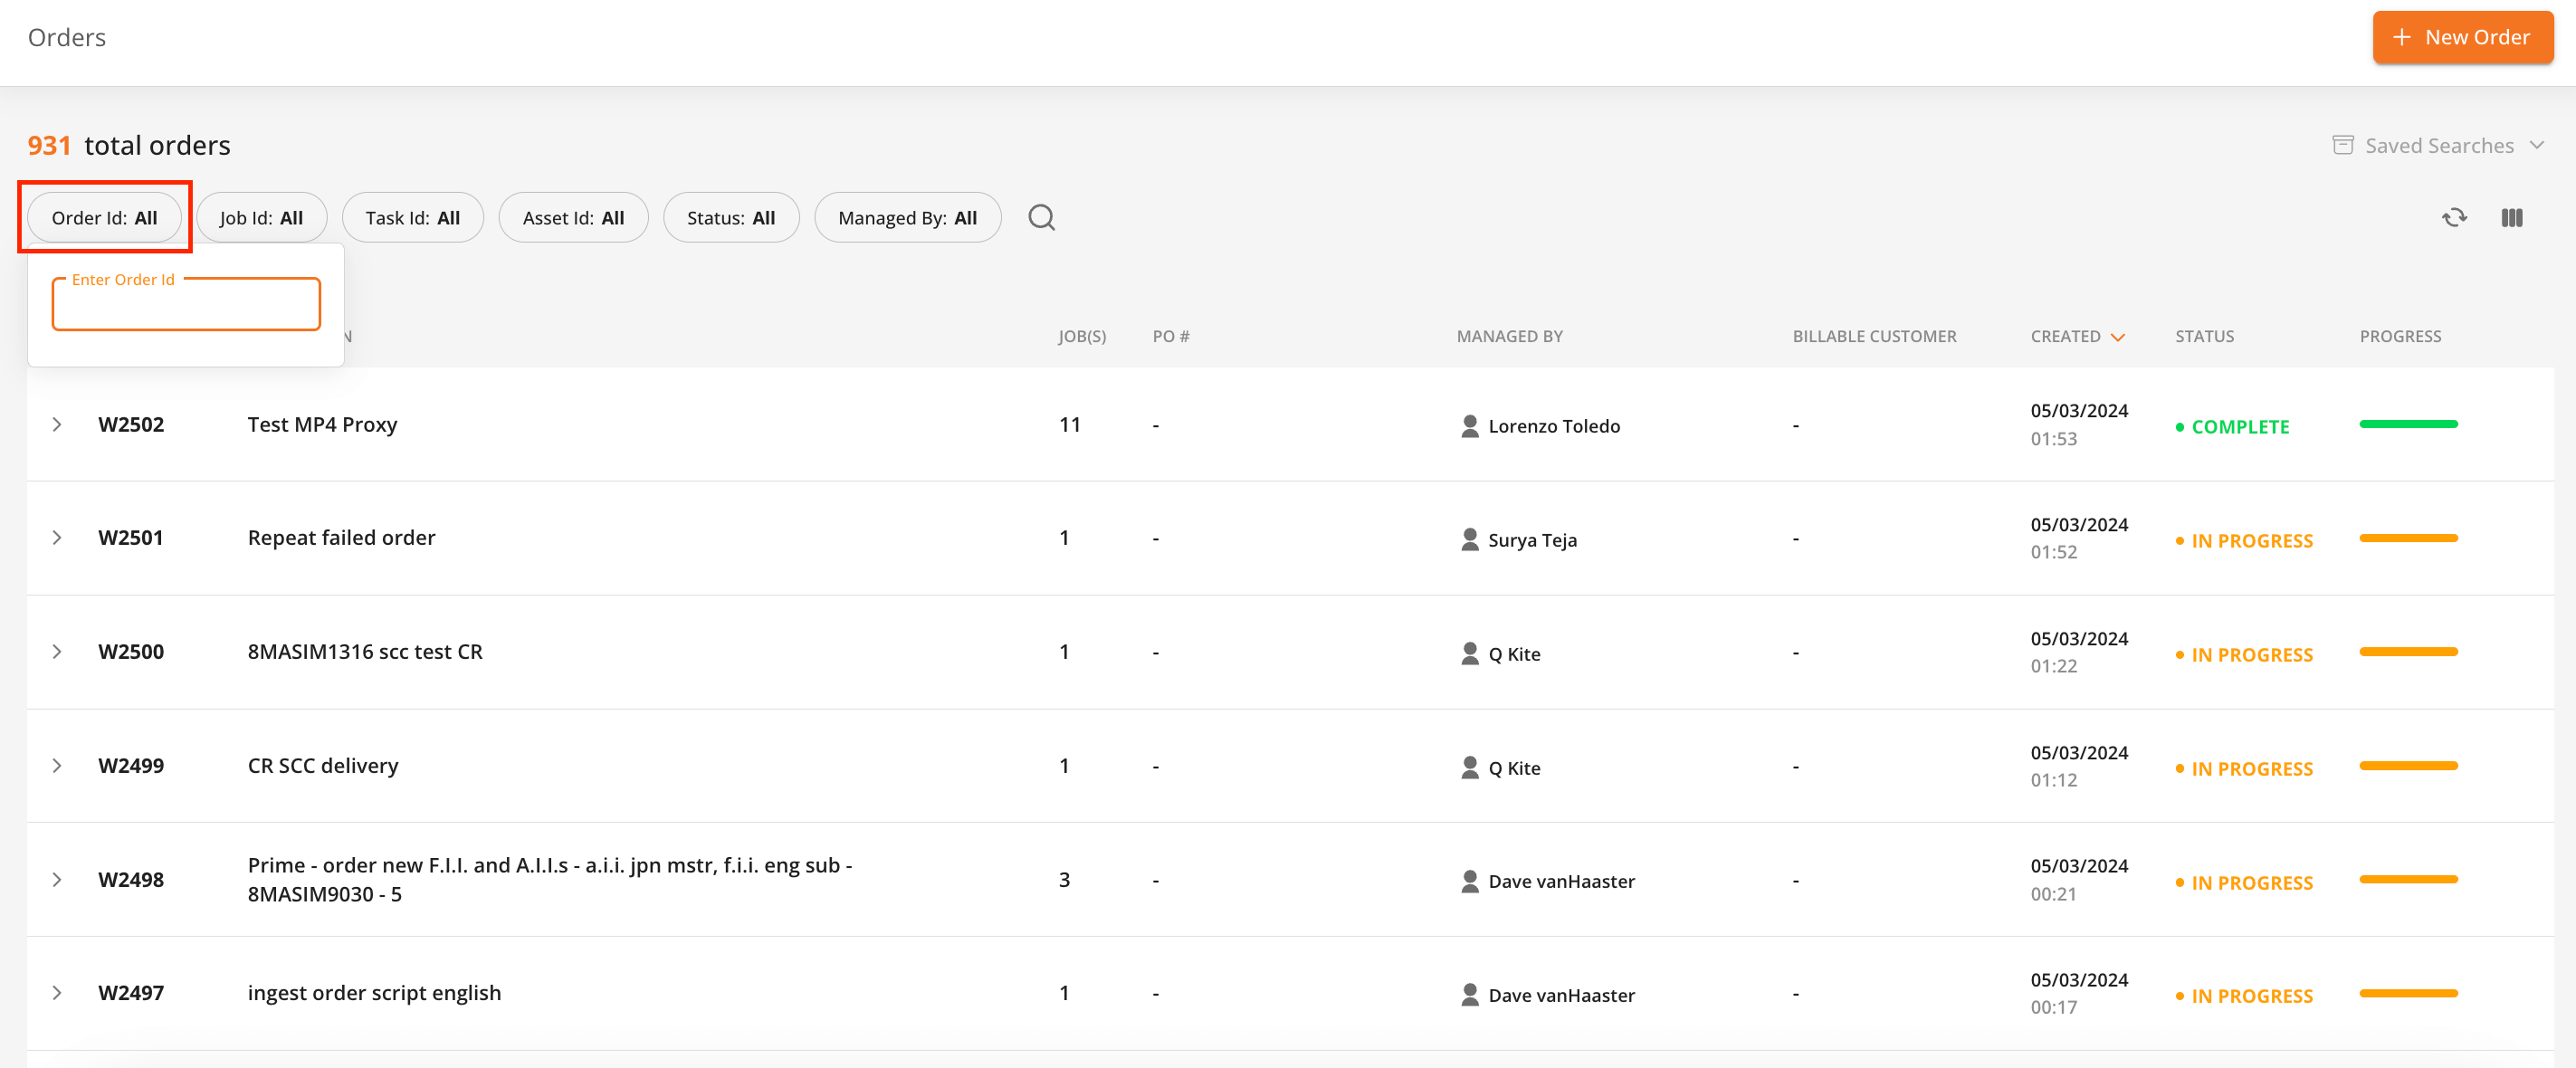 Orders
+ New Order
931 total orders
Saved Searches
Order Id: All
Job Id: All
Task Id: All
Asset Id: All
Status: All
Managed By: All
Enter Order Id
N
JOB(S)
PO #
MANAGED BY
BILLABLE CUSTOMER
CREATED
STATUS
PROGRESS
W2502 Test MP4 Proxy 11 - Lorenzo Toledo - 05/03/2024 COMPLETE
01:53
W2501 Repeat failed order 1 - Surya Teja - 05/03/2024 IN PROGRESS
01:52
W2500 8MASIM1316 scc test CR 1 - Q Kite - 05/03/2024 IN PROGRESS
01:22
W2499 CR SCC delivery 1 - Q Kite - 05/03/2024 IN PROGRESS
01:12
W2498 Prime - order new F.I.I. and A.I.I.s - a.i.i. jpn mstr, f.i.i. eng sub -
8MASIM9030 - 5 3 - Dave vanHaaster - 05/03/2024 IN PROGRESS
00:21
W2497 ingest order script english 1 - Dave vanHaaster - 05/03/2024 IN PROGRESS
00:17